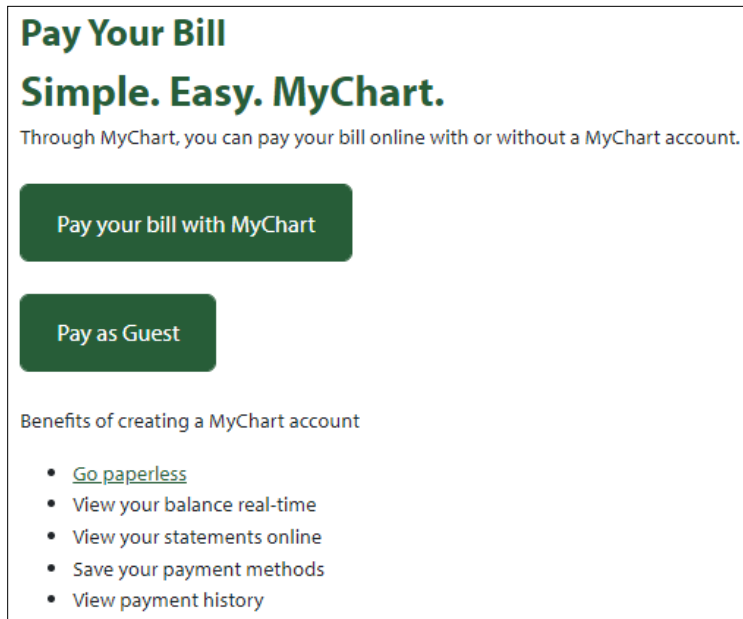 Pay Your Bill
Simple. Easy. MyChart.
Through MyChart, you can pay your bill online with or without a MyChart account.
Pay your bill with MyChart
Pay as Guest
Benefits of creating a MyChart account
Go paperless
View your balance real-time
View your statements online
Save your payment methods
View payment history